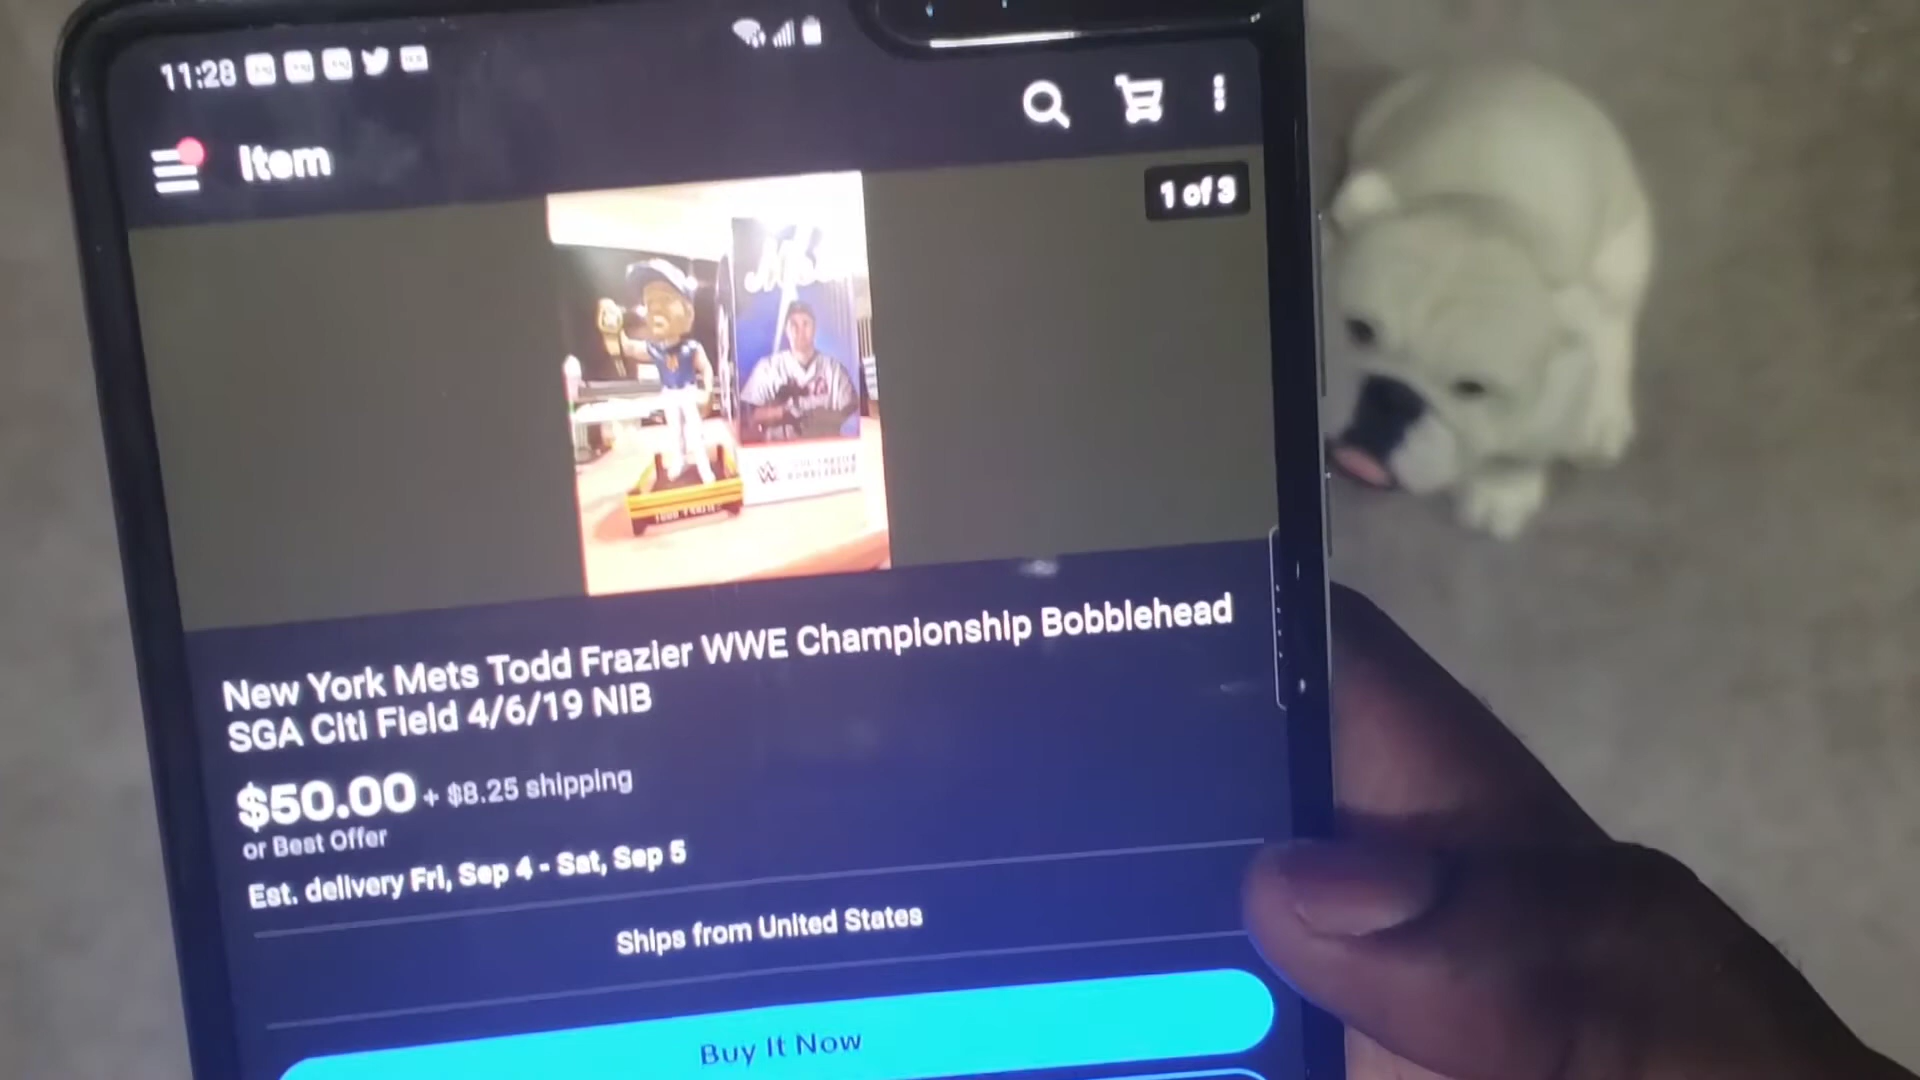 11:28
Item
1 of 3
Mets
New York Mets Todd Frazier WWE Championship Bobblehead
SGA Citi Field 4/6/19 NIB
$50.00 + $8.25 shipping
or Best Offer
Est. delivery Fri, Sep 4 - Sat, Sep 5
Ships from United States
Buy It Now